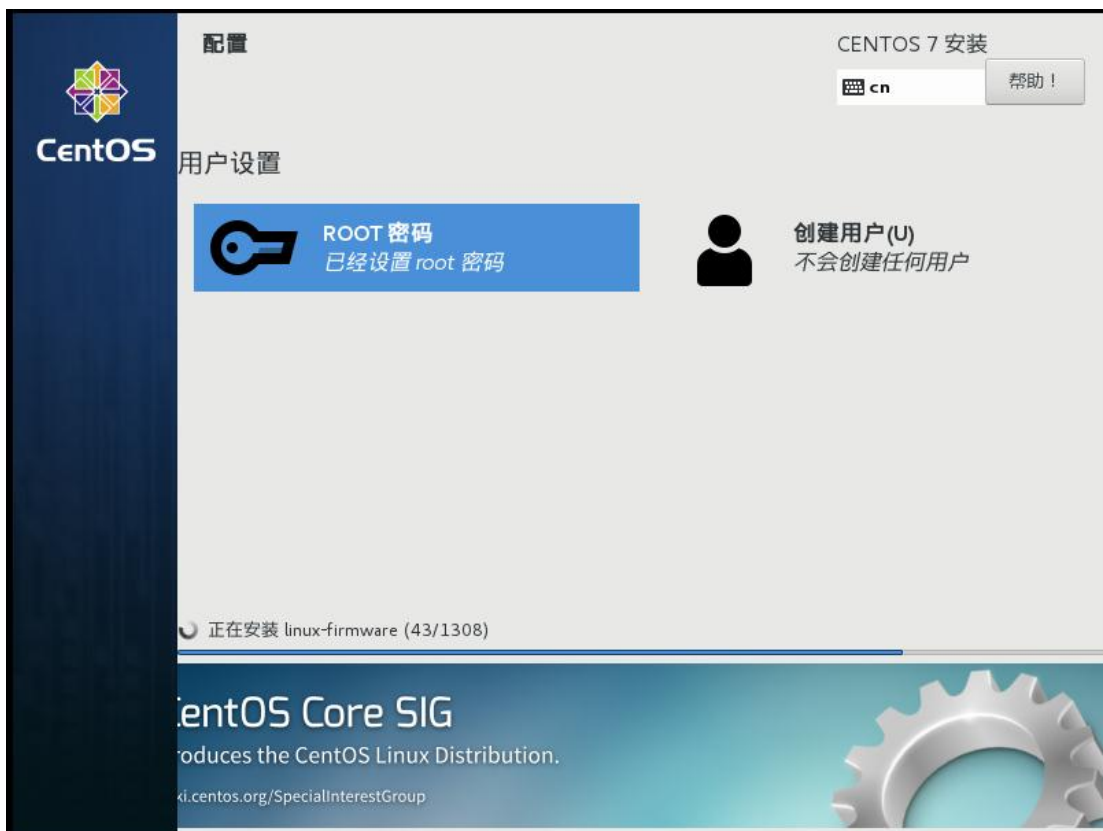 配置
CENTOS 7 安装
cn
帮助！
CentOS
用户设置
ROOT 密码
已经设置 root 密码
创建用户(U)
不会创建任何用户
正在安装 linux-firmware (43/1308)
entOS Core SIG
oduces the CentOS Linux Distribution.
ki.centos.org/SpecialInterestGroup